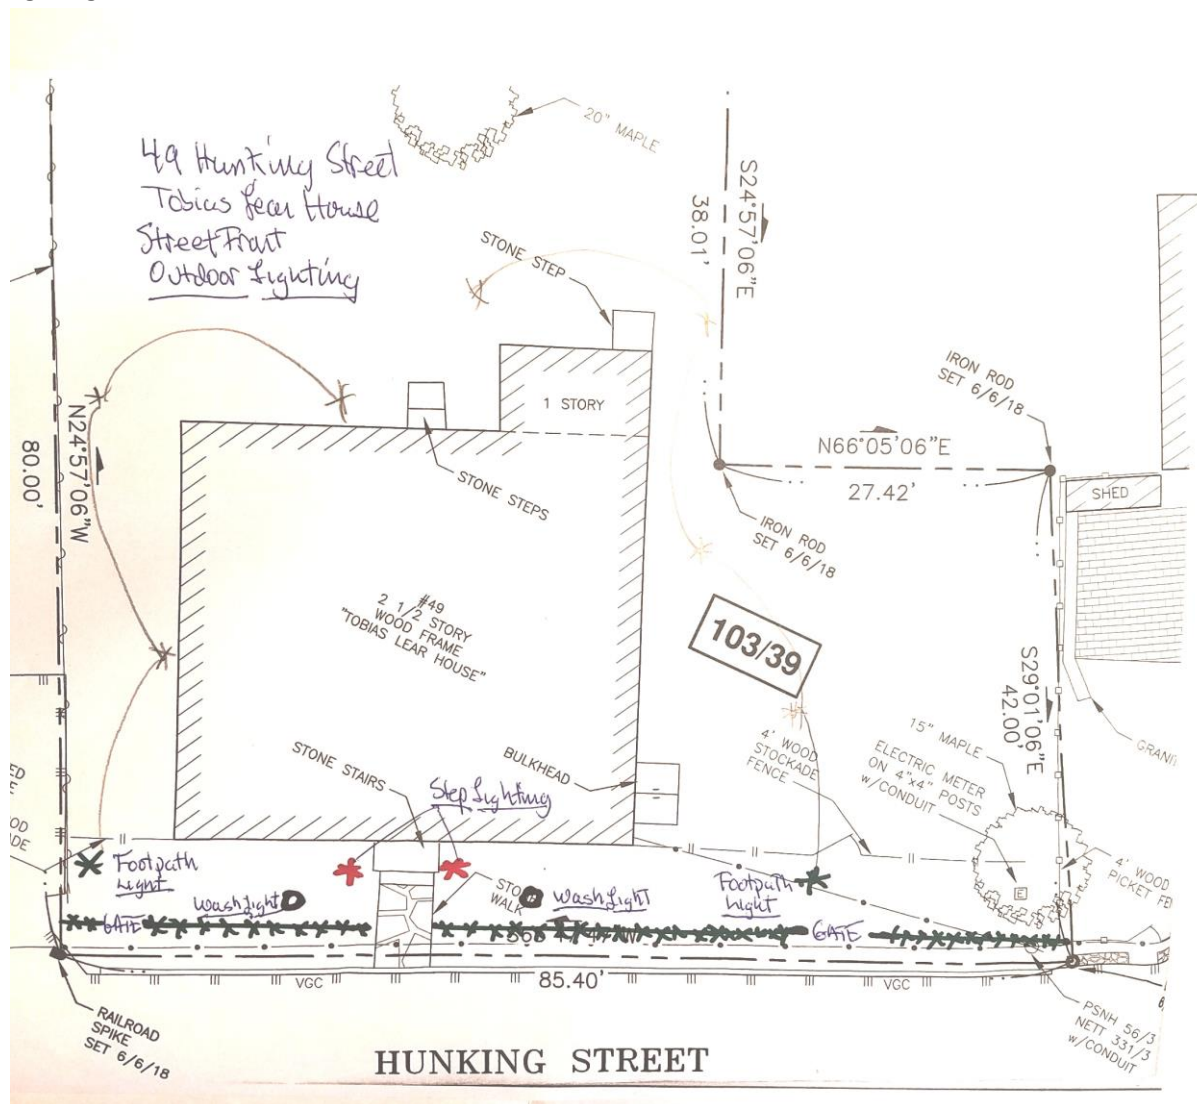 49 Hunking Street
Tobias Lear House
Street Front
Outdoor Lighting
20" MAPLE
S24°57'06"E
38.01'
STONE STEP
IRON ROD
SET 6/6/18
1 STORY
N66°05'06"E
27.42'
N24°57'06"W
80.00'
STONE STEPS
SHED
IRON ROD
SET 6/6/18
#49
2 1/2 STORY
WOOD FRAME
"TOBIAS LEAR HOUSE"
103/39
S29°01'06"E
42.00'
GRANI
15" MAPLE
ELECTRIC METER
ON 4"x4" POSTS
w/CONDUIT
4' WOOD
STOCKADE
FENCE
STONE STAIRS
BULKHEAD
Step Lighting
ED
OD
ADE
Footpath
Light
Wash Light
STO
WALK
Wash Light
Footpath
Light
E
4' WOOD
PICKET FE
GATE
GATE
VGC
85.40'
VGC
RAILROAD
SPIKE
SET 6/6/18
PSNH 56/3
NETT 331/3
w/CONDUIT
HUNKING STREET